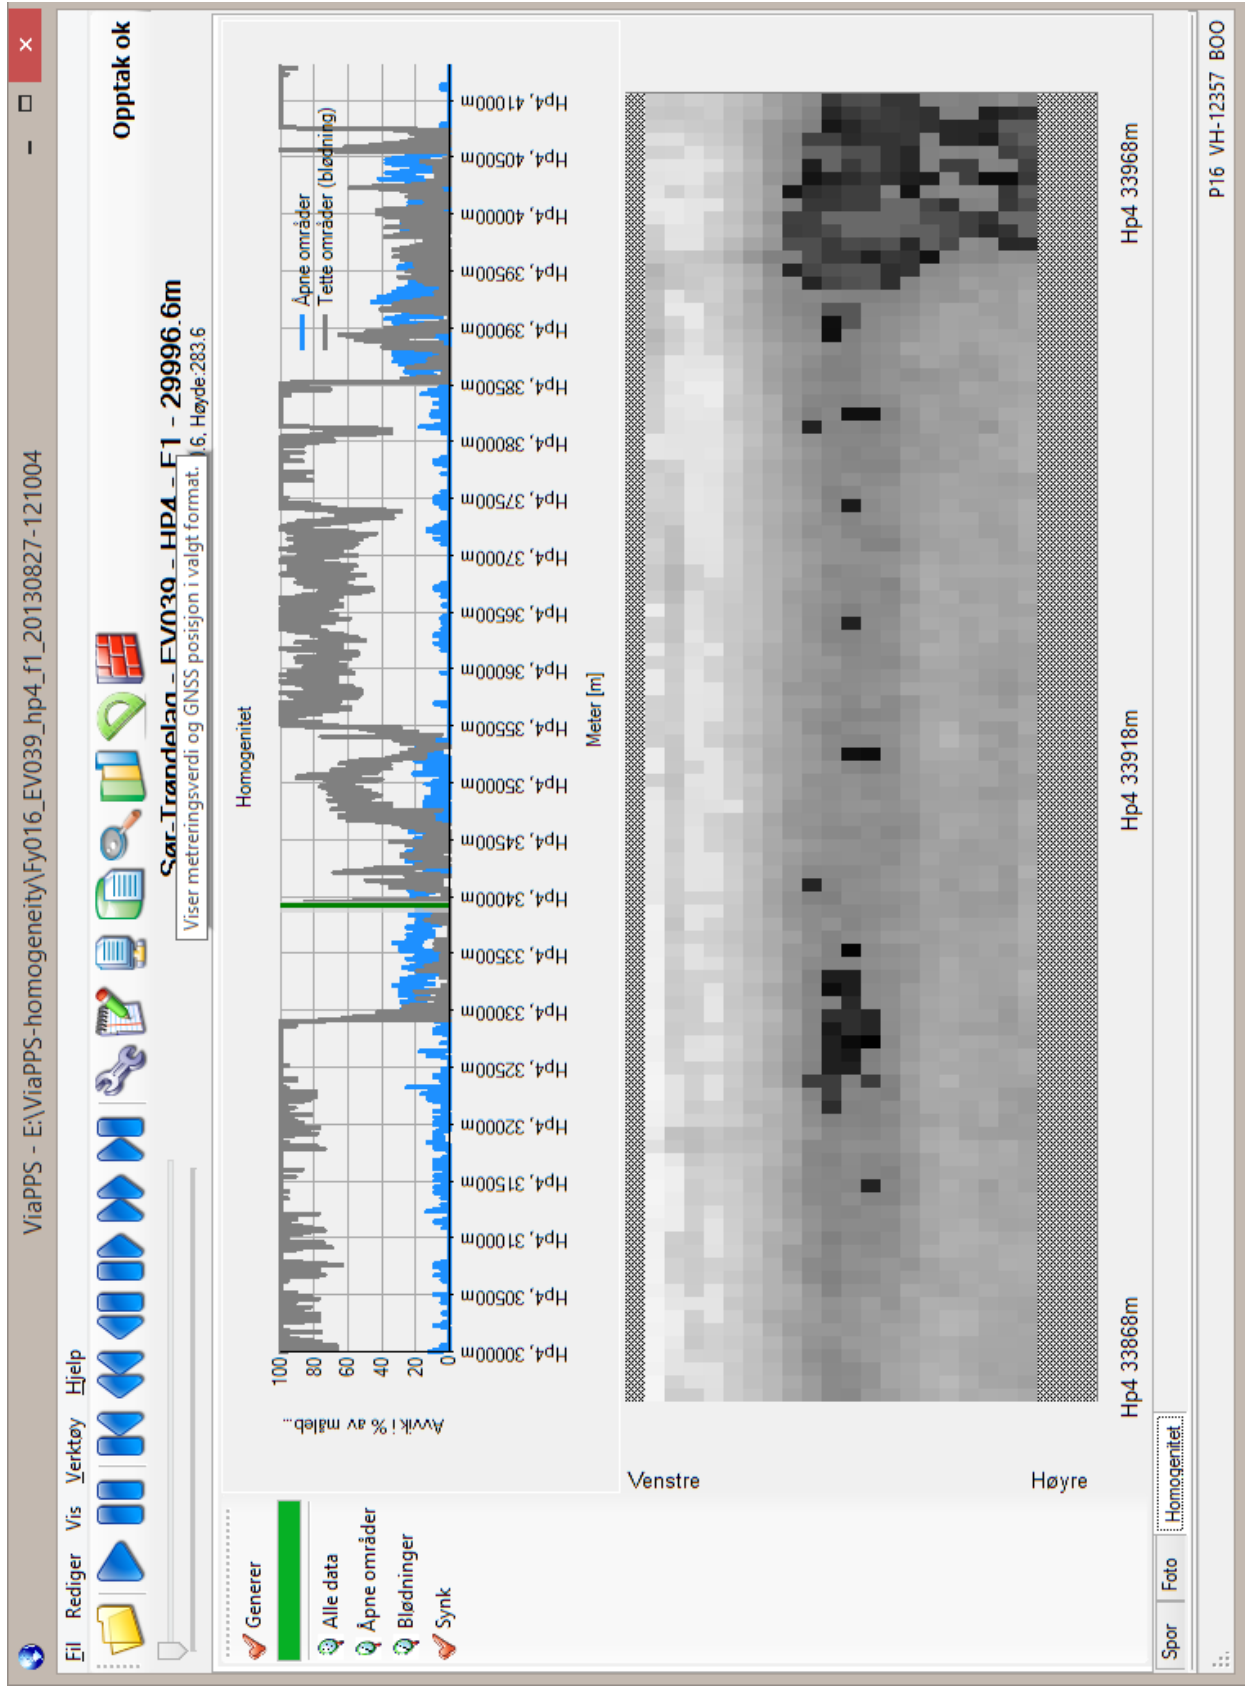 ViaPPS - E:\ViaPPS-homogeneity\Fy016_EV039_hp4_f1_20130827-121004
Fil Rediger Vis Verktøy Hjelp
Opptak ok
Sør-Trøndelag - EV039 - HP4 - F1 - 29996.6m
.6, Høyde:283.6
Viser metreringsverdi og GNSS posisjon i valgt format.
Generer
Alle data
Åpne områder
Blødninger
Synk
Homogenitet
Åpne områder
Tette områder (blødning)
Avvik i % av måleb...
100
80
60
40
20
0
Hp4, 30000m
Hp4, 30500m
Hp4, 31000m
Hp4, 31500m
Hp4, 32000m
Hp4, 32500m
Hp4, 33000m
Hp4, 33500m
Hp4, 34000m
Hp4, 34500m
Hp4, 35000m
Hp4, 35500m
Hp4, 36000m
Hp4, 36500m
Hp4, 37000m
Hp4, 37500m
Hp4, 38000m
Hp4, 38500m
Hp4, 39000m
Hp4, 39500m
Hp4, 40000m
Hp4, 40500m
Hp4, 41000m
Meter [m]
Venstre
Høyre
Hp4 33868m
Hp4 33918m
Hp4 33968m
Spor Foto Homogenitet
P16 VH-12357 BOO